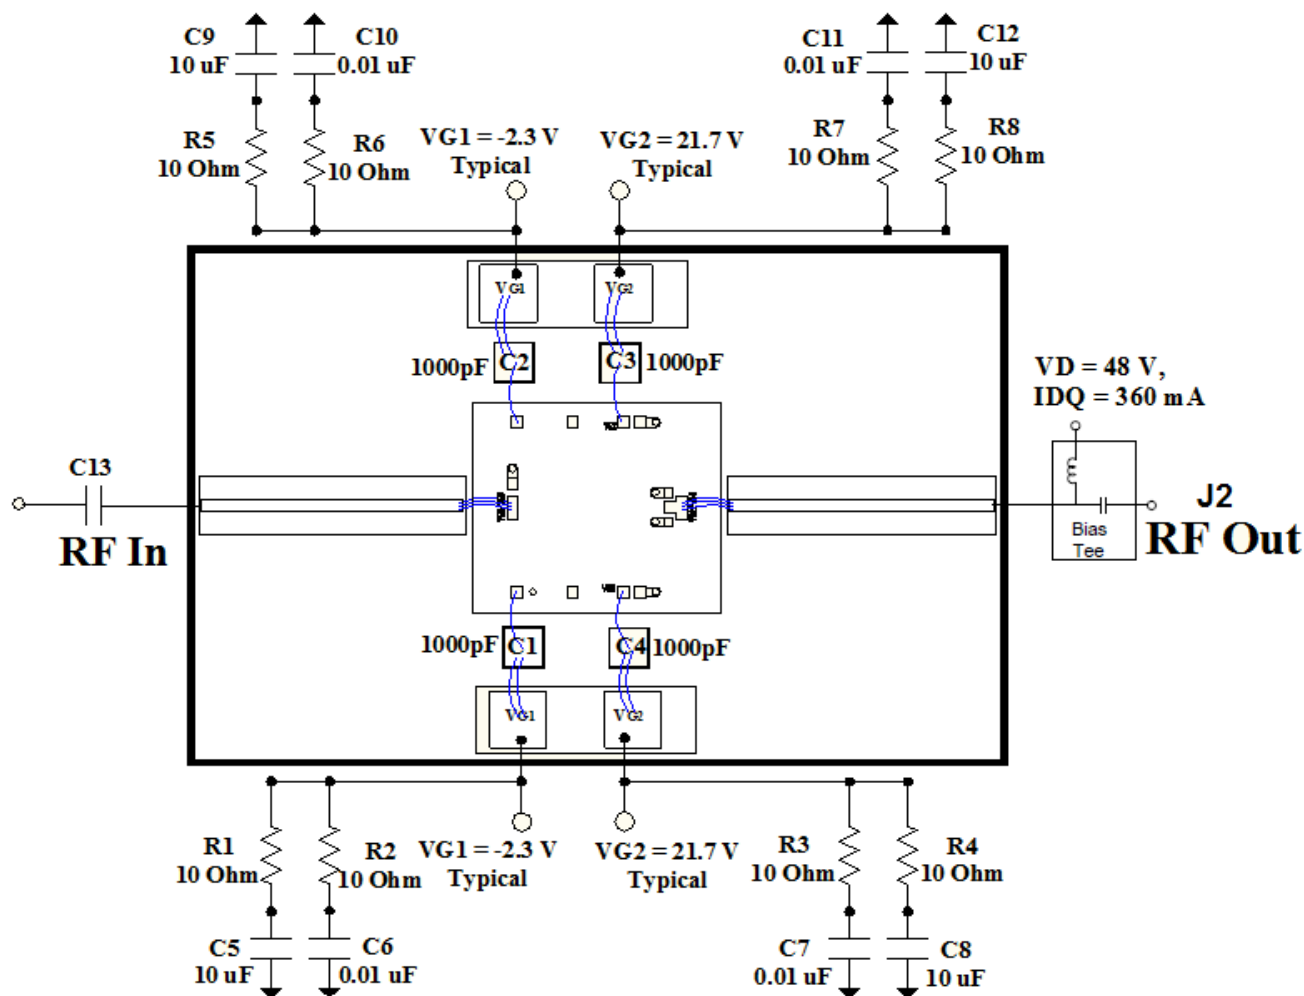 C9
10 uF
C10
0.01 uF
C11
0.01 uF
C12
10 uF
R5
10 Ohm
R6
10 Ohm
VG1 = -2.3 V
Typical
VG2 = 21.7 V
Typical
R7
10 Ohm
R8
10 Ohm
VG1
VG2
1000pF
C2
C3
1000pF
VD = 48 V,
IDQ = 360 mA
C13
RF In
Bias
Tee
J2
RF Out
1000pF
C1
C4
1000pF
VG1
VG2
R1
10 Ohm
R2
10 Ohm
VG1 = -2.3 V
Typical
VG2 = 21.7 V
Typical
R3
10 Ohm
R4
10 Ohm
C5
10 uF
C6
0.01 uF
C7
0.01 uF
C8
10 uF